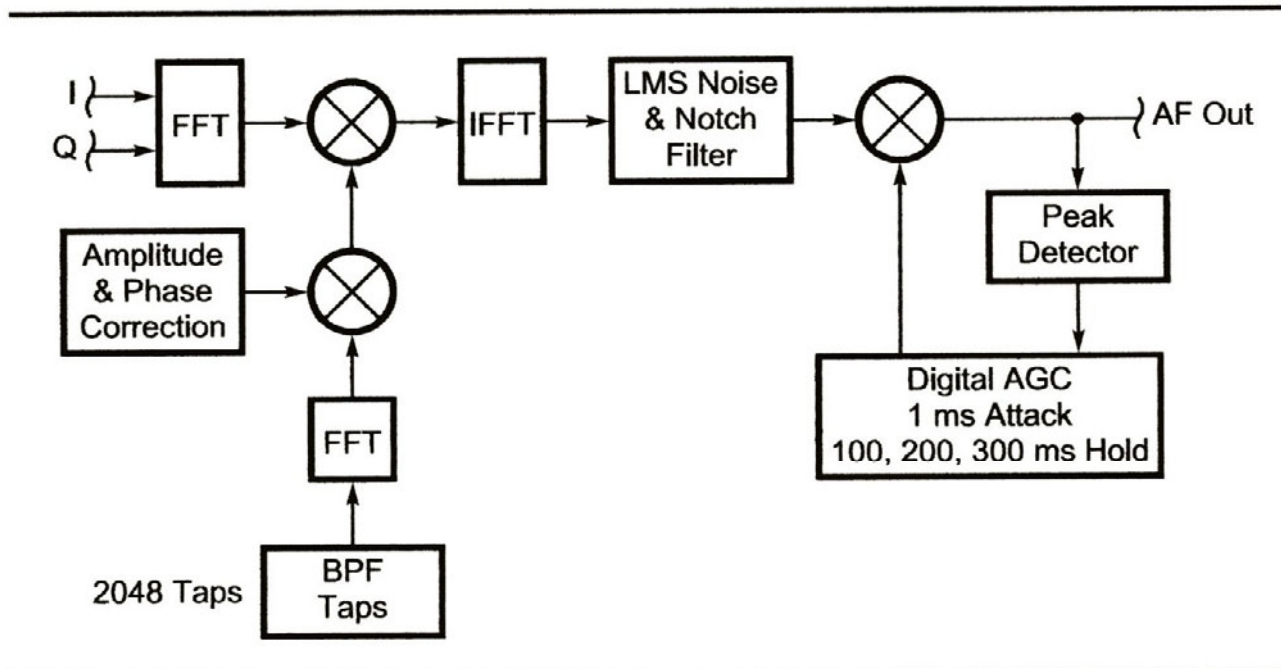 I
Q
FFT
IFFT
LMS Noise
& Notch
Filter
AF Out
Peak
Detector
Amplitude
& Phase
Correction
Digital AGC
1 ms Attack
100, 200, 300 ms Hold
FFT
2048 Taps
BPF
Taps